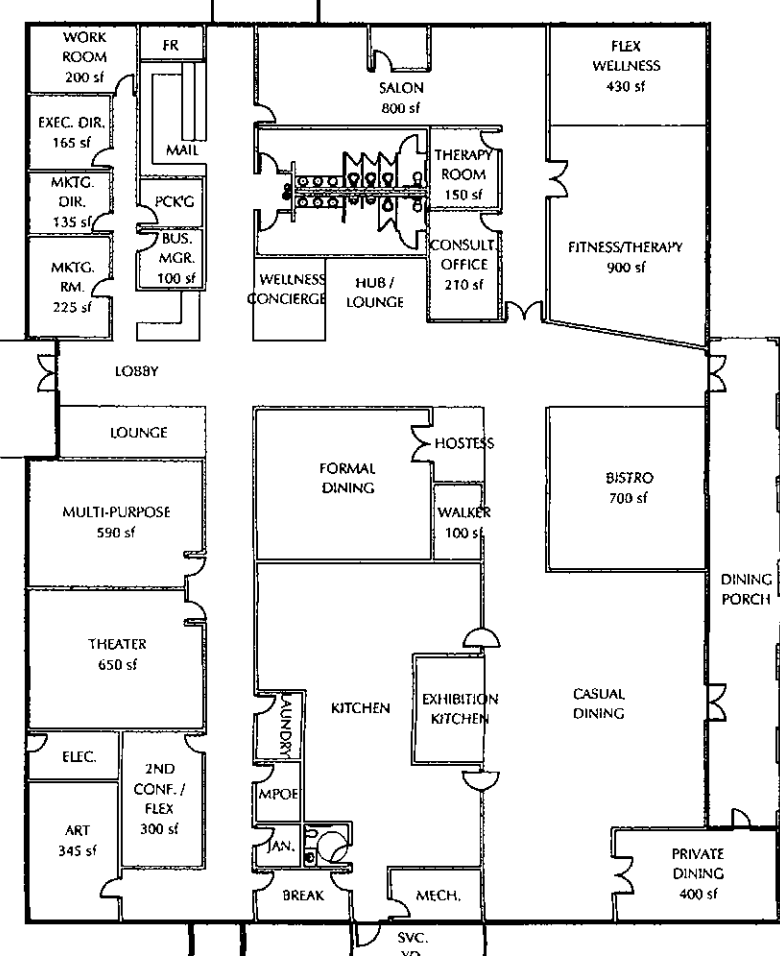 WORK
ROOM
200 sf
FR
SALON
800 sf
FLEX
WELLNESS
430 sf
EXEC. DIR.
165 sf
MAIL
THERAPY
ROOM
150 sf
MKTG.
DIR.
135 sf
PCK'G
BUS.
MGR.
100 sf
CONSULT.
OFFICE
210 sf
FITNESS/THERAPY
900 sf
MKTG.
RM.
225 sf
WELLNESS
CONCIERGE
HUB /
LOUNGE
LOBBY
LOUNGE
FORMAL
DINING
HOSTESS
BISTRO
700 sf
MULTI-PURPOSE
590 sf
WALKER
100 sf
DINING
PORCH
THEATER
650 sf
LAUNDRY
KITCHEN
EXHIBITION
KITCHEN
CASUAL
DINING
ELEC.
2ND
CONF. /
FLEX
300 sf
MPOE
ART
345 sf
JAN.
BREAK
MECH.
PRIVATE
DINING
400 sf
SVC.
YD